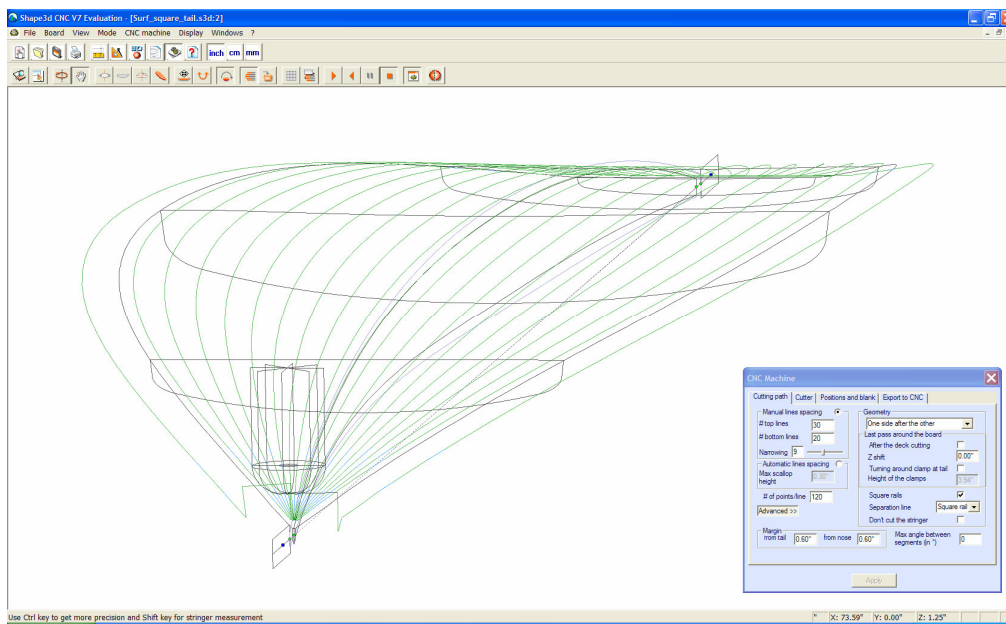 Shape3d CNC V7 Evaluation - [Surf_square_tail.s3d:2]
File Board View Mode CNC machine Display Windows ?
inch cm mm
CNC Machine
Cutting path Cutter Positions and blank Export to CNC
Manual lines spacing
# top lines 30
# bottom lines 20
Narrowing 9
Automatic lines spacing
Max scallop height 0.30"
# of points/line 120
Advanced >>
Geometry
One side after the other
Last pass around the board
After the deck cutting
Z shift 0.00"
Turning around clamp at tail
Height of the clamps 3.94"
Square rails
Separation line Square rail
Don't cut the stringer
Margin
from tail 0.60" from nose 0.60"
Max angle between segments (in °) 0
Apply
Use Ctrl key to get more precision and Shift key for stringer measurement
" X: 73.59" Y: 0.00" Z: 1.25"